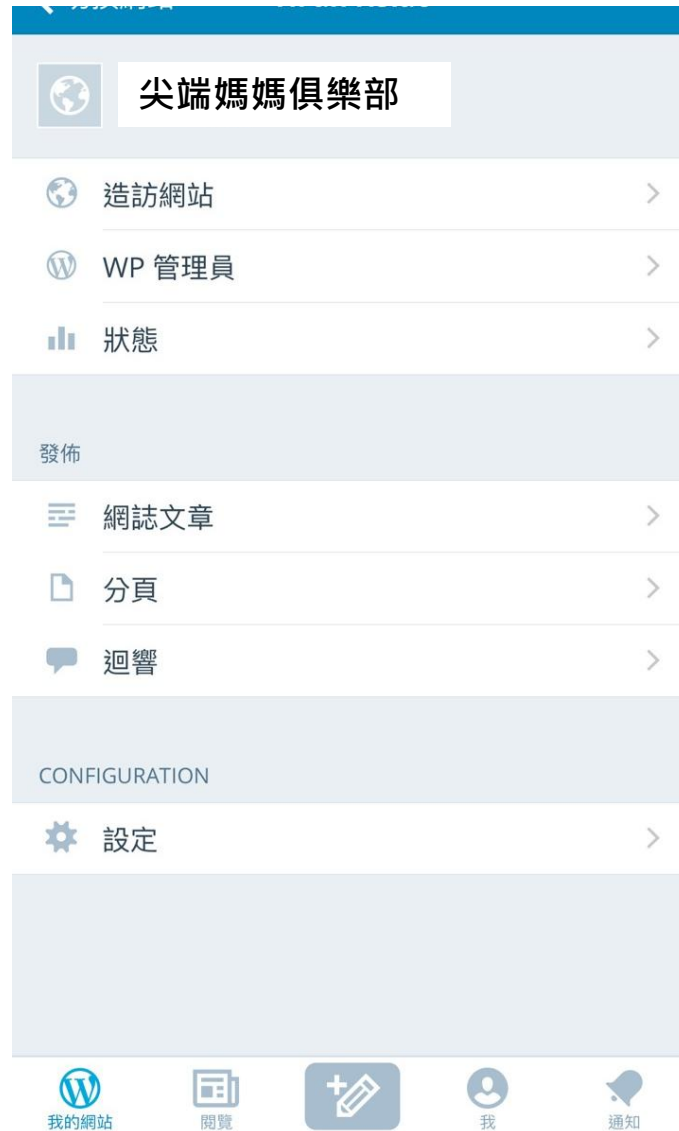 尖端媽媽俱樂部
造訪網站
WP 管理員
狀態
發佈
網誌文章
分頁
迴響
CONFIGURATION
設定
我的網站
閱覽
我
通知